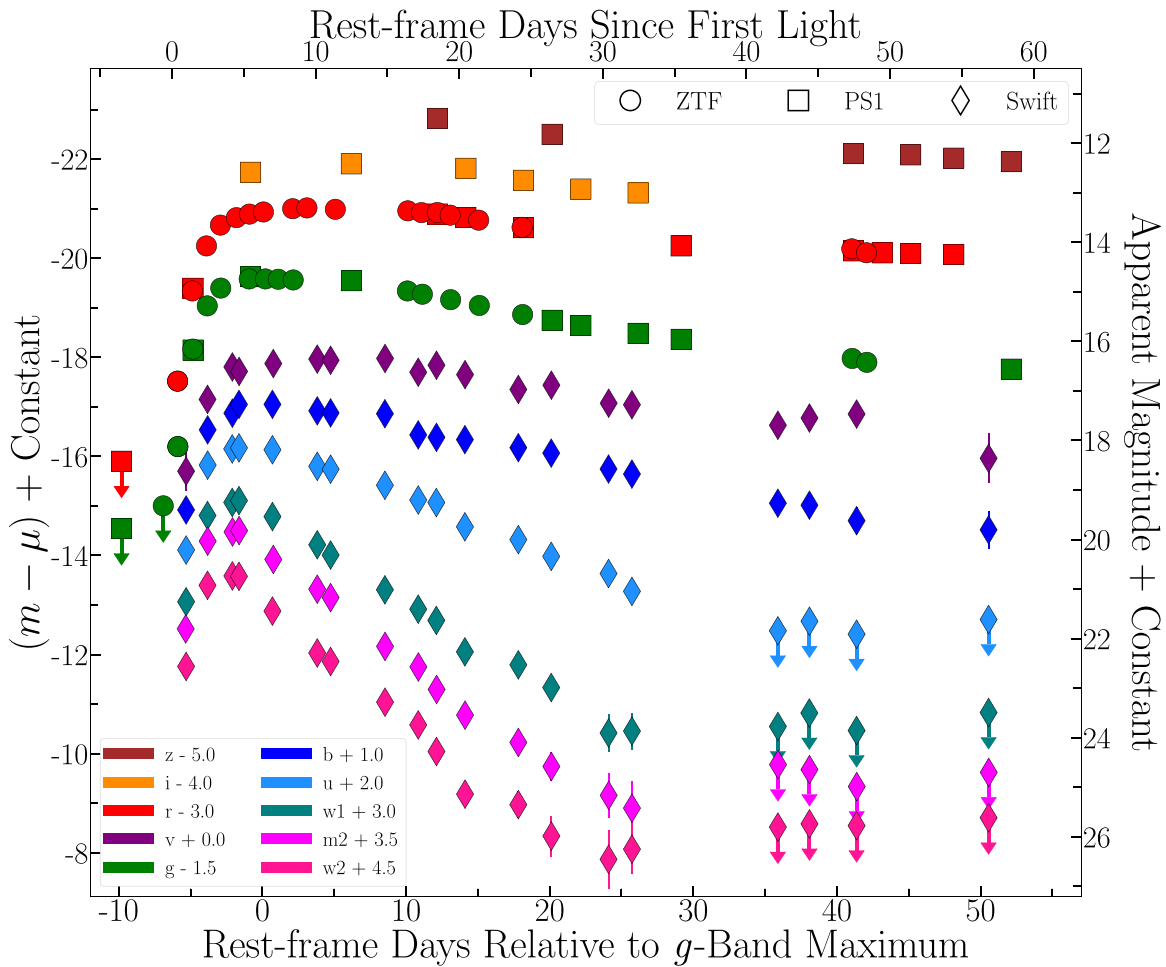 Rest-frame Days Since First Light
0 10 20 30 40 50 60
ZTF PS1 Swift
-22
-20
-18
-16
-14
-12
-10
-8
(m − μ) + Constant
12
14
16
18
20
22
24
26
Apparent Magnitude + Constant
z - 5.0
i - 4.0
r - 3.0
v + 0.0
g - 1.5
b + 1.0
u + 2.0
w1 + 3.0
m2 + 3.5
w2 + 4.5
-10 0 10 20 30 40 50
Rest-frame Days Relative to g-Band Maximum